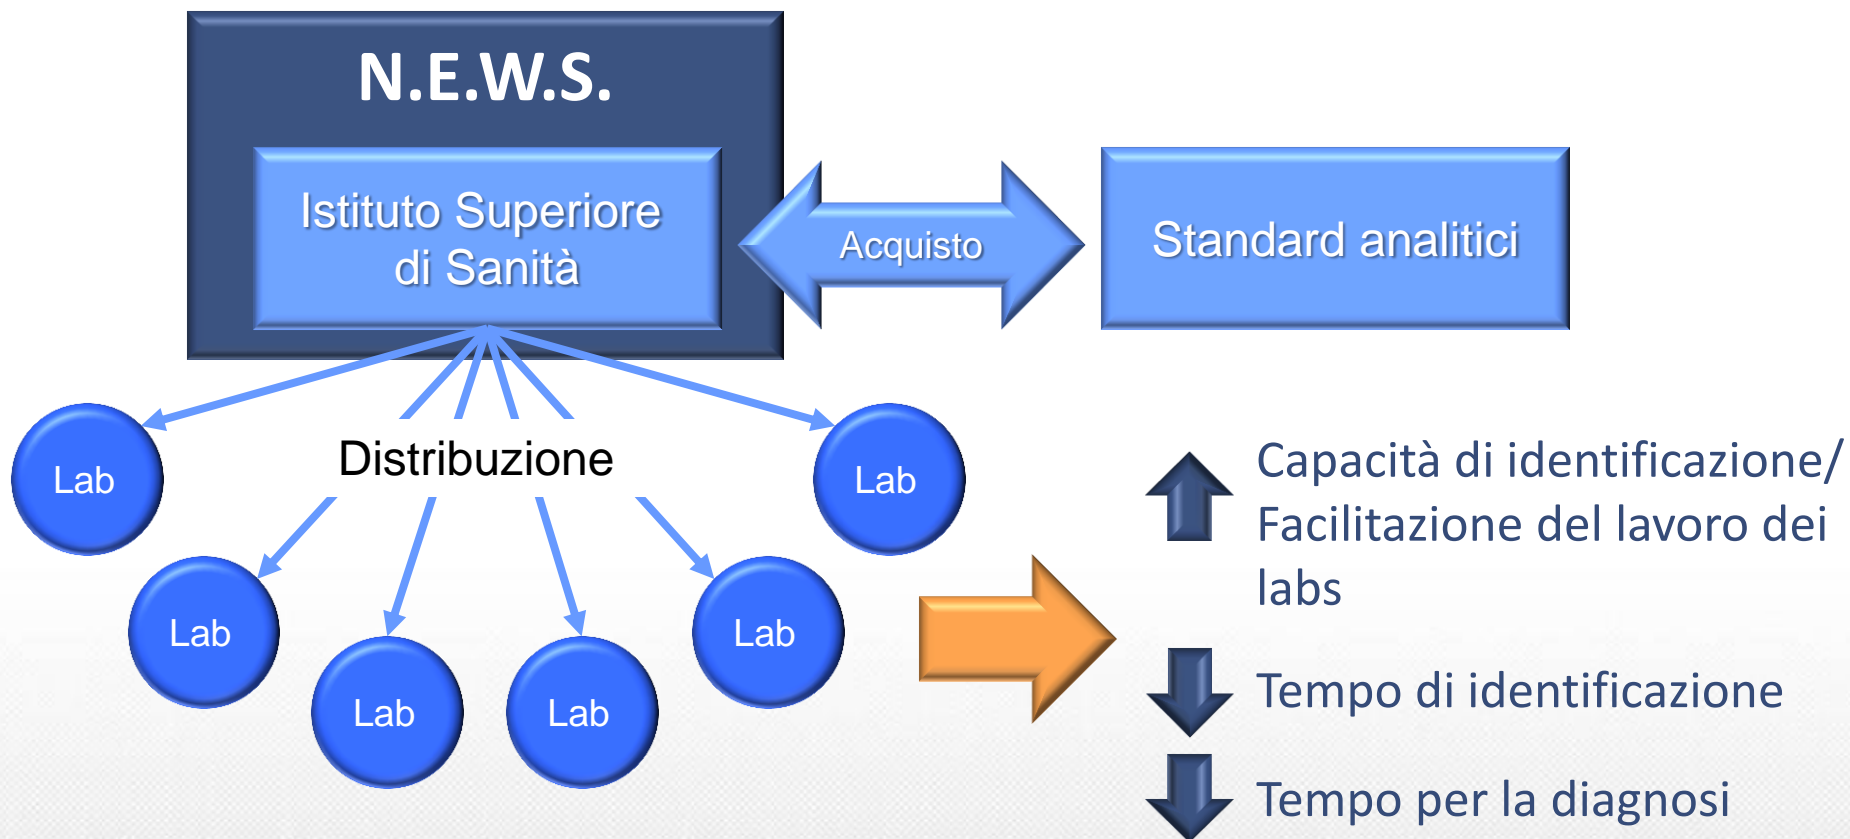 N.E.W.S.
Istituto Superiore
di Sanità
Acquisto
Standard analitici
Distribuzione
Lab
Lab
Lab
Lab
Lab
Lab
Capacità di identificazione/
Facilitazione del lavoro dei
labs
Tempo di identificazione
Tempo per la diagnosi